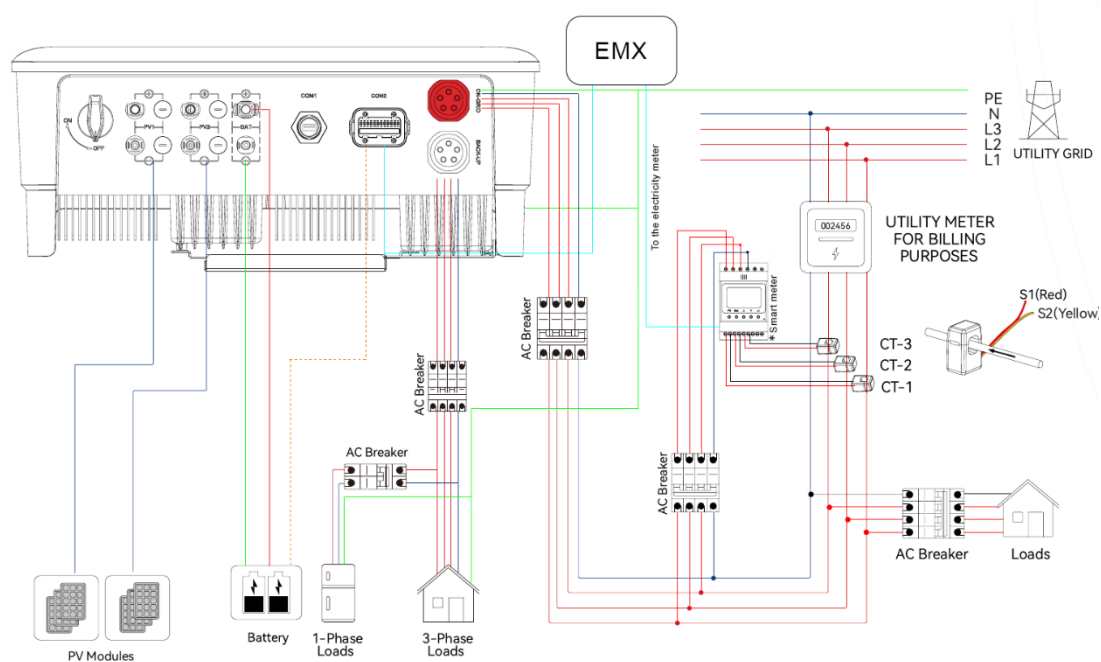 EMX
COM1
COM2
ON-GRID
BACK-UP
ON
OFF
PV1
PV2
BAT
PE
N
L3
L2
L1
UTILITY GRID
To the electricity meter
002456
UTILITY METER
FOR BILLING
PURPOSES
* Smart meter
S1(Red)
S2(Yellow)
CT-3
CT-2
CT-1
AC Breaker
AC Breaker
AC Breaker
AC Breaker
AC Breaker
Loads
Battery
1-Phase
Loads
3-Phase
Loads
PV Modules